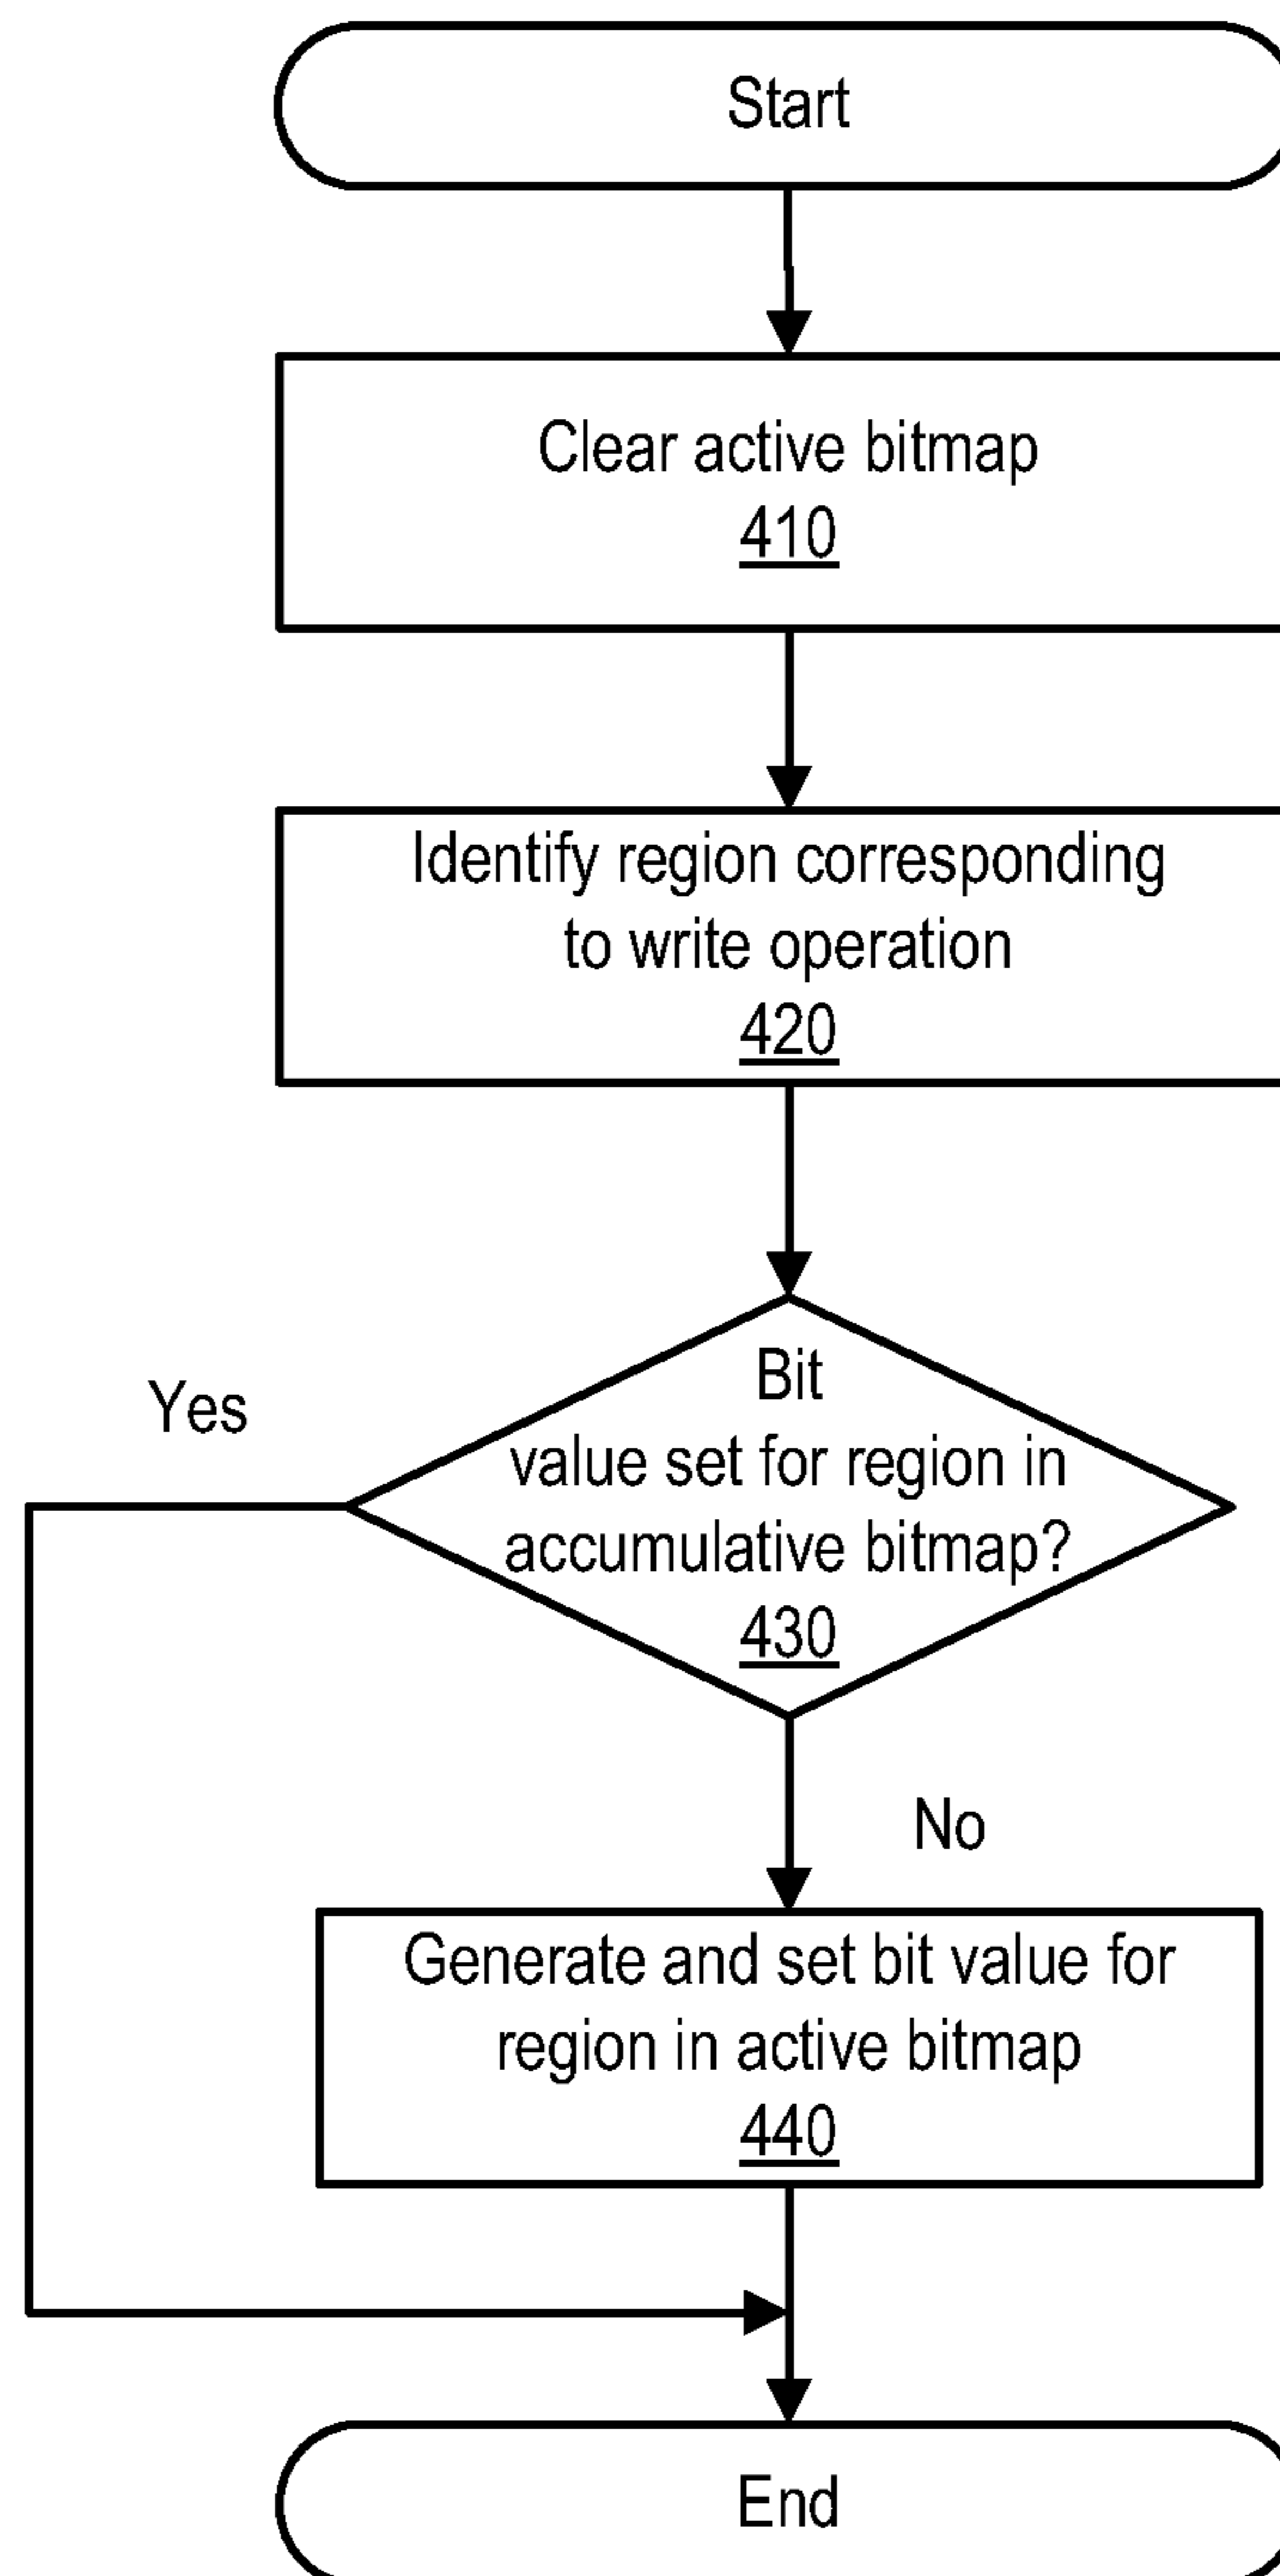 Start
Clear active bitmap
410
Identify region corresponding
to write operation
420
Bit
value set for region in
accumulative bitmap?
430
Yes
No
Generate and set bit value for
region in active bitmap
440
End